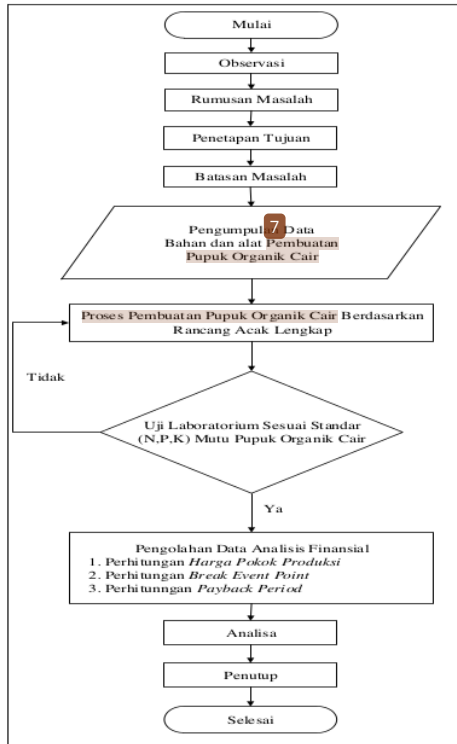 Mulai
Observasi
Rumusan Masalah
Penetapan Tujuan
Batasan Masalah
7
Pengumpulan Data
Bahan dan alat Pembuatan
Pupuk Organik Cair
Proses Pembuatan Pupuk Organik Cair Berdasarkan
Rancang Acak Lengkap
Tidak
Uji Laboratorium Sesuai Standar
(N,P,K) Mutu Pupuk Organik Cair
Ya
Pengolahan Data Analisis Finansial
1. Perhitungan Harga Pokok Produksi
2. Perhitungan Break Event Point
3. Perhitunngan Payback Period
Analisa
Penutup
Selesai